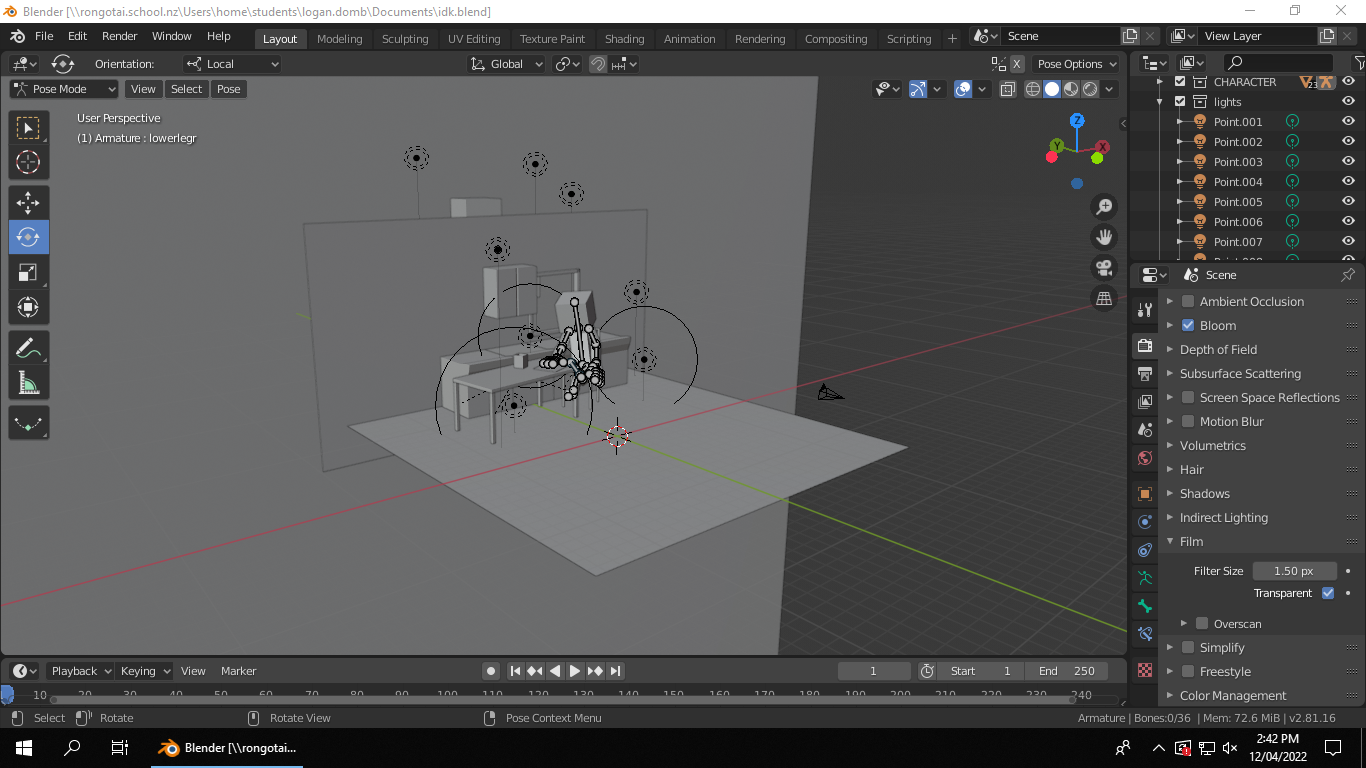 Blender [\\rongotai.school.nz\Users\home\students\logan.domb\Documents\idk.blend]
File Edit Render Window Help Layout Modeling Sculpting UV Editing Texture Paint Shading Animation Rendering Compositing Scripting + Scene View Layer
Orientation: Local Global X Pose Options
Pose Mode View Select Pose
User Perspective
(1) Armature : lowerlegr
Z
Y
X
CHARACTER 23
lights
Point.001
Point.002
Point.003
Point.004
Point.005
Point.006
Point.007
Scene
Ambient Occlusion
Bloom
Depth of Field
Subsurface Scattering
Screen Space Reflections
Motion Blur
Volumetrics
Hair
Shadows
Indirect Lighting
Film
Filter Size 1.50 px
Transparent
Overscan
Simplify
Freestyle
Color Management
Playback Keying View Marker 1 Start 1 End 250
10 20 30 40 50 60 70 80 90 100 110 120 130 140 150 160 170 180 190 200 210 220 230 240
Select Rotate Rotate View Pose Context Menu Armature | Bones:0/36 | Mem: 72.6 MiB | v2.81.16
Blender [\\rongotai...
2:42 PM
12/04/2022